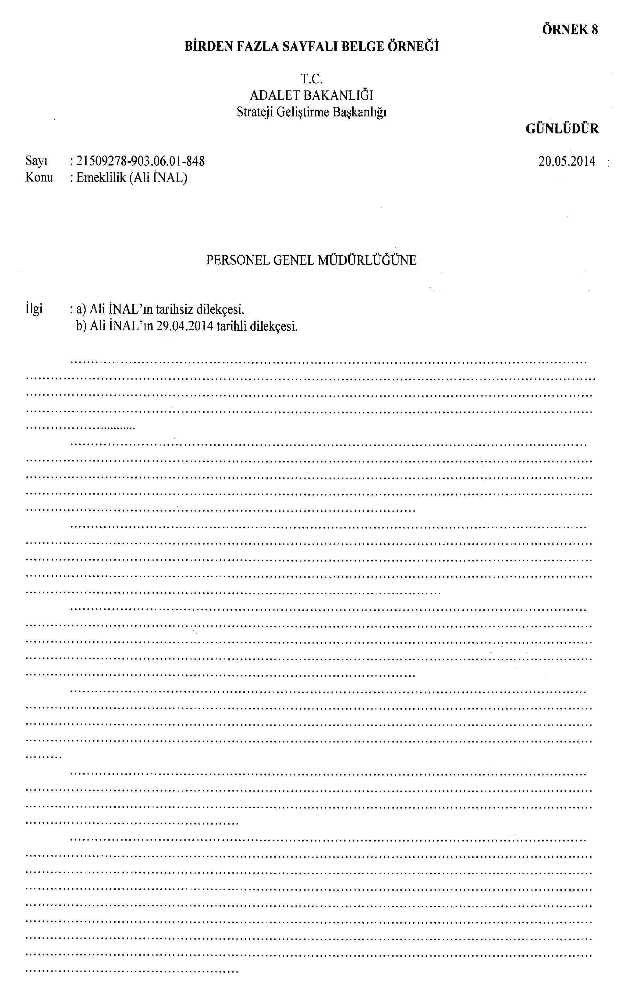 ÖRNEK 8
BİRDEN FAZLA SAYFALI BELGE ÖRNEĞİ
T.C.
ADALET BAKANLIĞI
Strateji Geliştirme Başkanlığı
GÜNLÜDÜR
Sayı : 21509278-903.06.01-848 20.05.2014
Konu : Emeklilik (Ali İNAL)
PERSONEL GENEL MÜDÜRLÜĞÜNE
İlgi : a) Ali İNAL’ın tarihsiz dilekçesi.
b) Ali İNAL’ın 29.04.2014 tarihli dilekçesi.